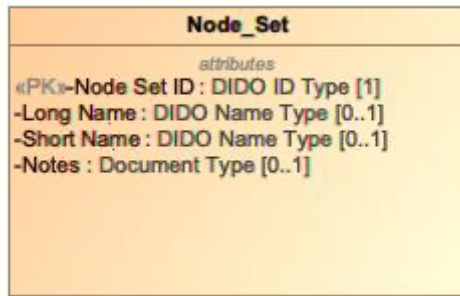 Node_Set
attributes
«PK»-Node Set ID : DIDO ID Type [1]
-Long Name : DIDO Name Type [0..1]
-Short Name : DIDO Name Type [0..1]
-Notes : Document Type [0..1]